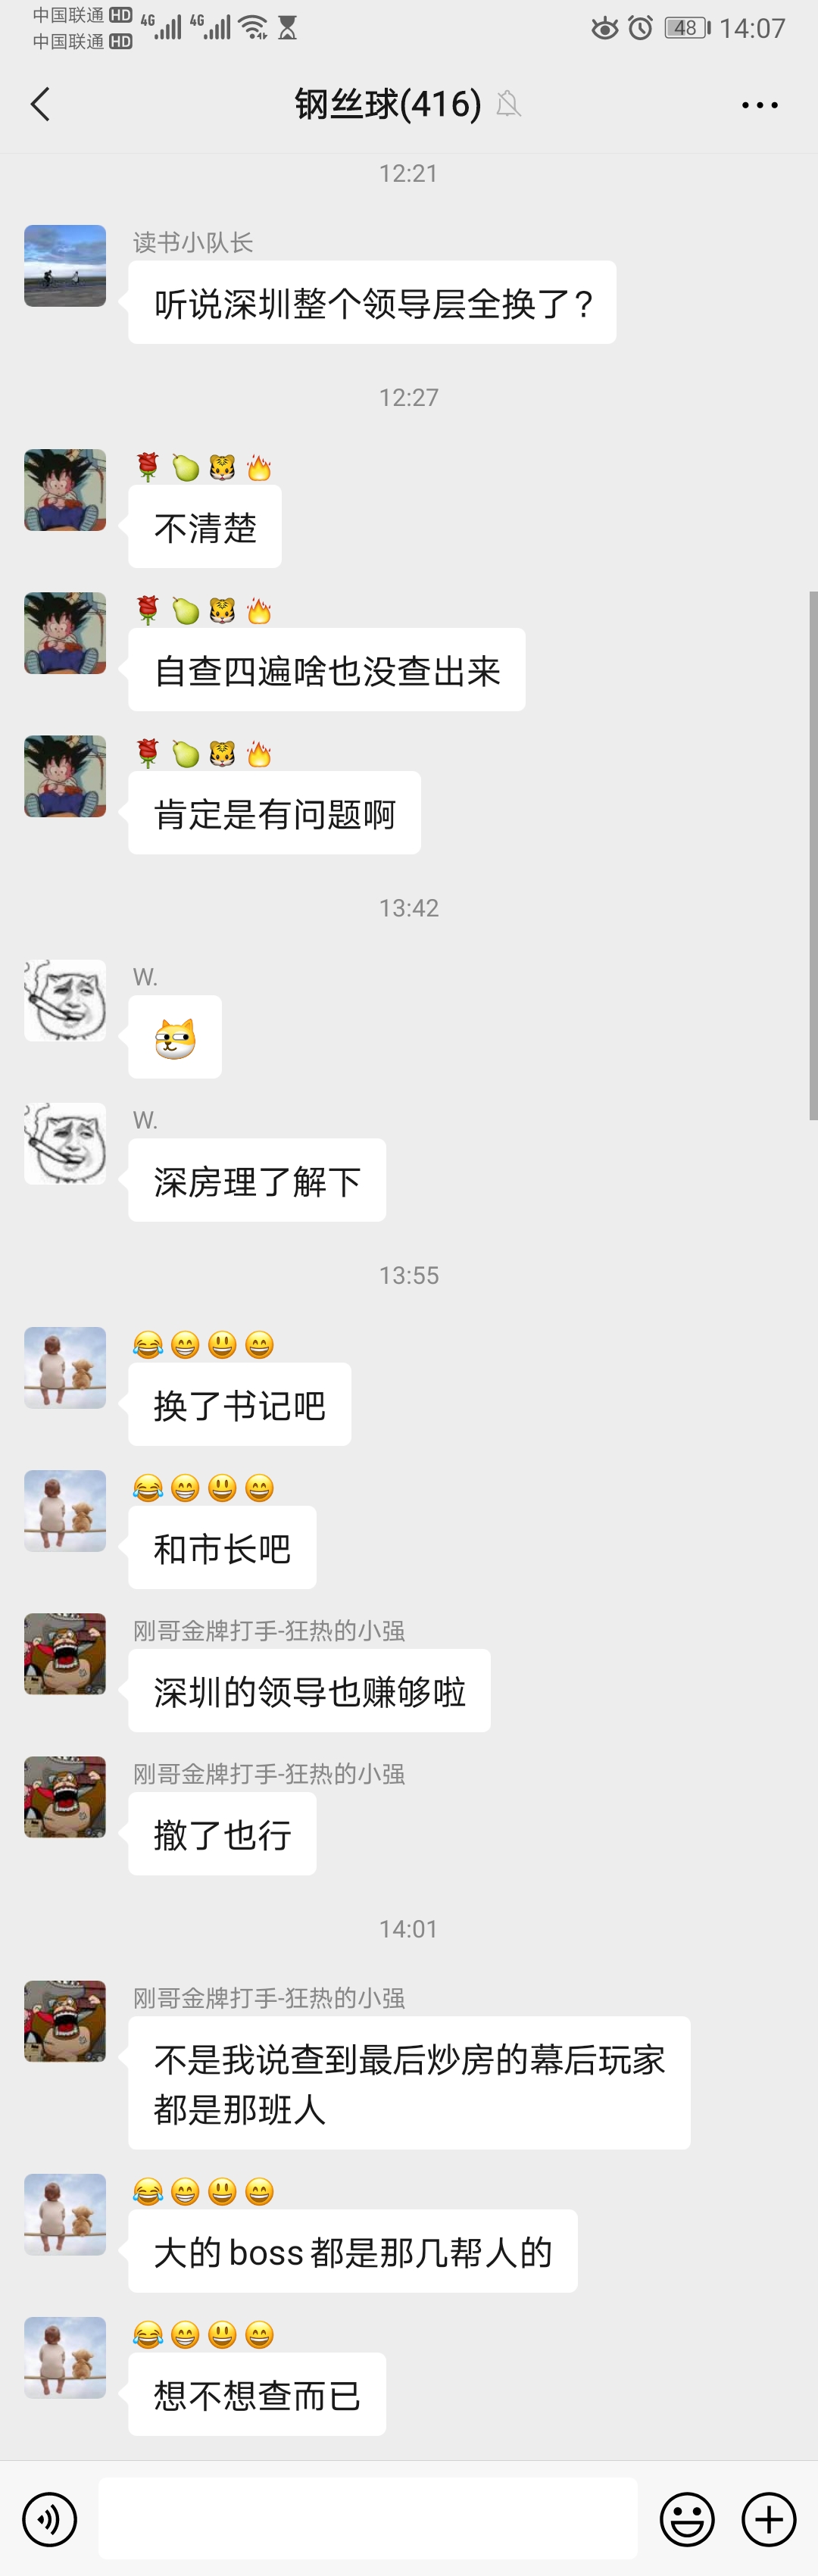 中国联通 HD 4G 4G 48 14:07
中国联通 HD
钢丝球(416)
12:21
读书小队长
听说深圳整个领导层全换了?
12:27
🌹🍐🐯🔥
不清楚
🌹🍐🐯🔥
自查四遍啥也没查出来
🌹🍐🐯🔥
肯定是有问题啊
13:42
W.
W.
深房理了解下
13:55
😂😁😃😄
换了书记吧
😂😁😃😄
和市长吧
刚哥金牌打手-狂热的小强
深圳的领导也赚够啦
刚哥金牌打手-狂热的小强
撤了也行
14:01
刚哥金牌打手-狂热的小强
不是我说查到最后炒房的幕后玩家
都是那班人
😂😁😃😄
大的boss都是那几帮人的
😂😁😃😄
想不想查而已